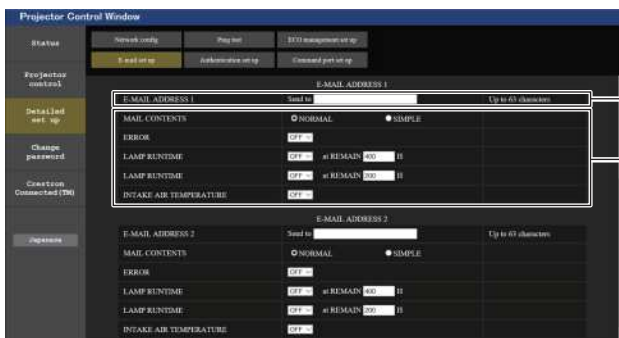 Projector Control Window
Status
Network config
Ping test
ECO management set up
E-mail set up
Authentication set up
Command port set up
Projector control
Detailed set up
Change password
Crestron Connected(TM)
Japanese
E-MAIL ADDRESS 1
E-MAIL ADDRESS 1 Send to Up to 63 characters
MAIL CONTENTS NORMAL SIMPLE
ERROR OFF
LAMP RUNTIME OFF at REMAIN 400 H
LAMP RUNTIME OFF at REMAIN 200 H
INTAKE AIR TEMPERATURE OFF
E-MAIL ADDRESS 2
E-MAIL ADDRESS 2 Send to Up to 63 characters
MAIL CONTENTS NORMAL SIMPLE
ERROR OFF
LAMP RUNTIME OFF at REMAIN 400 H
LAMP RUNTIME OFF at REMAIN 200 H
INTAKE AIR TEMPERATURE OFF